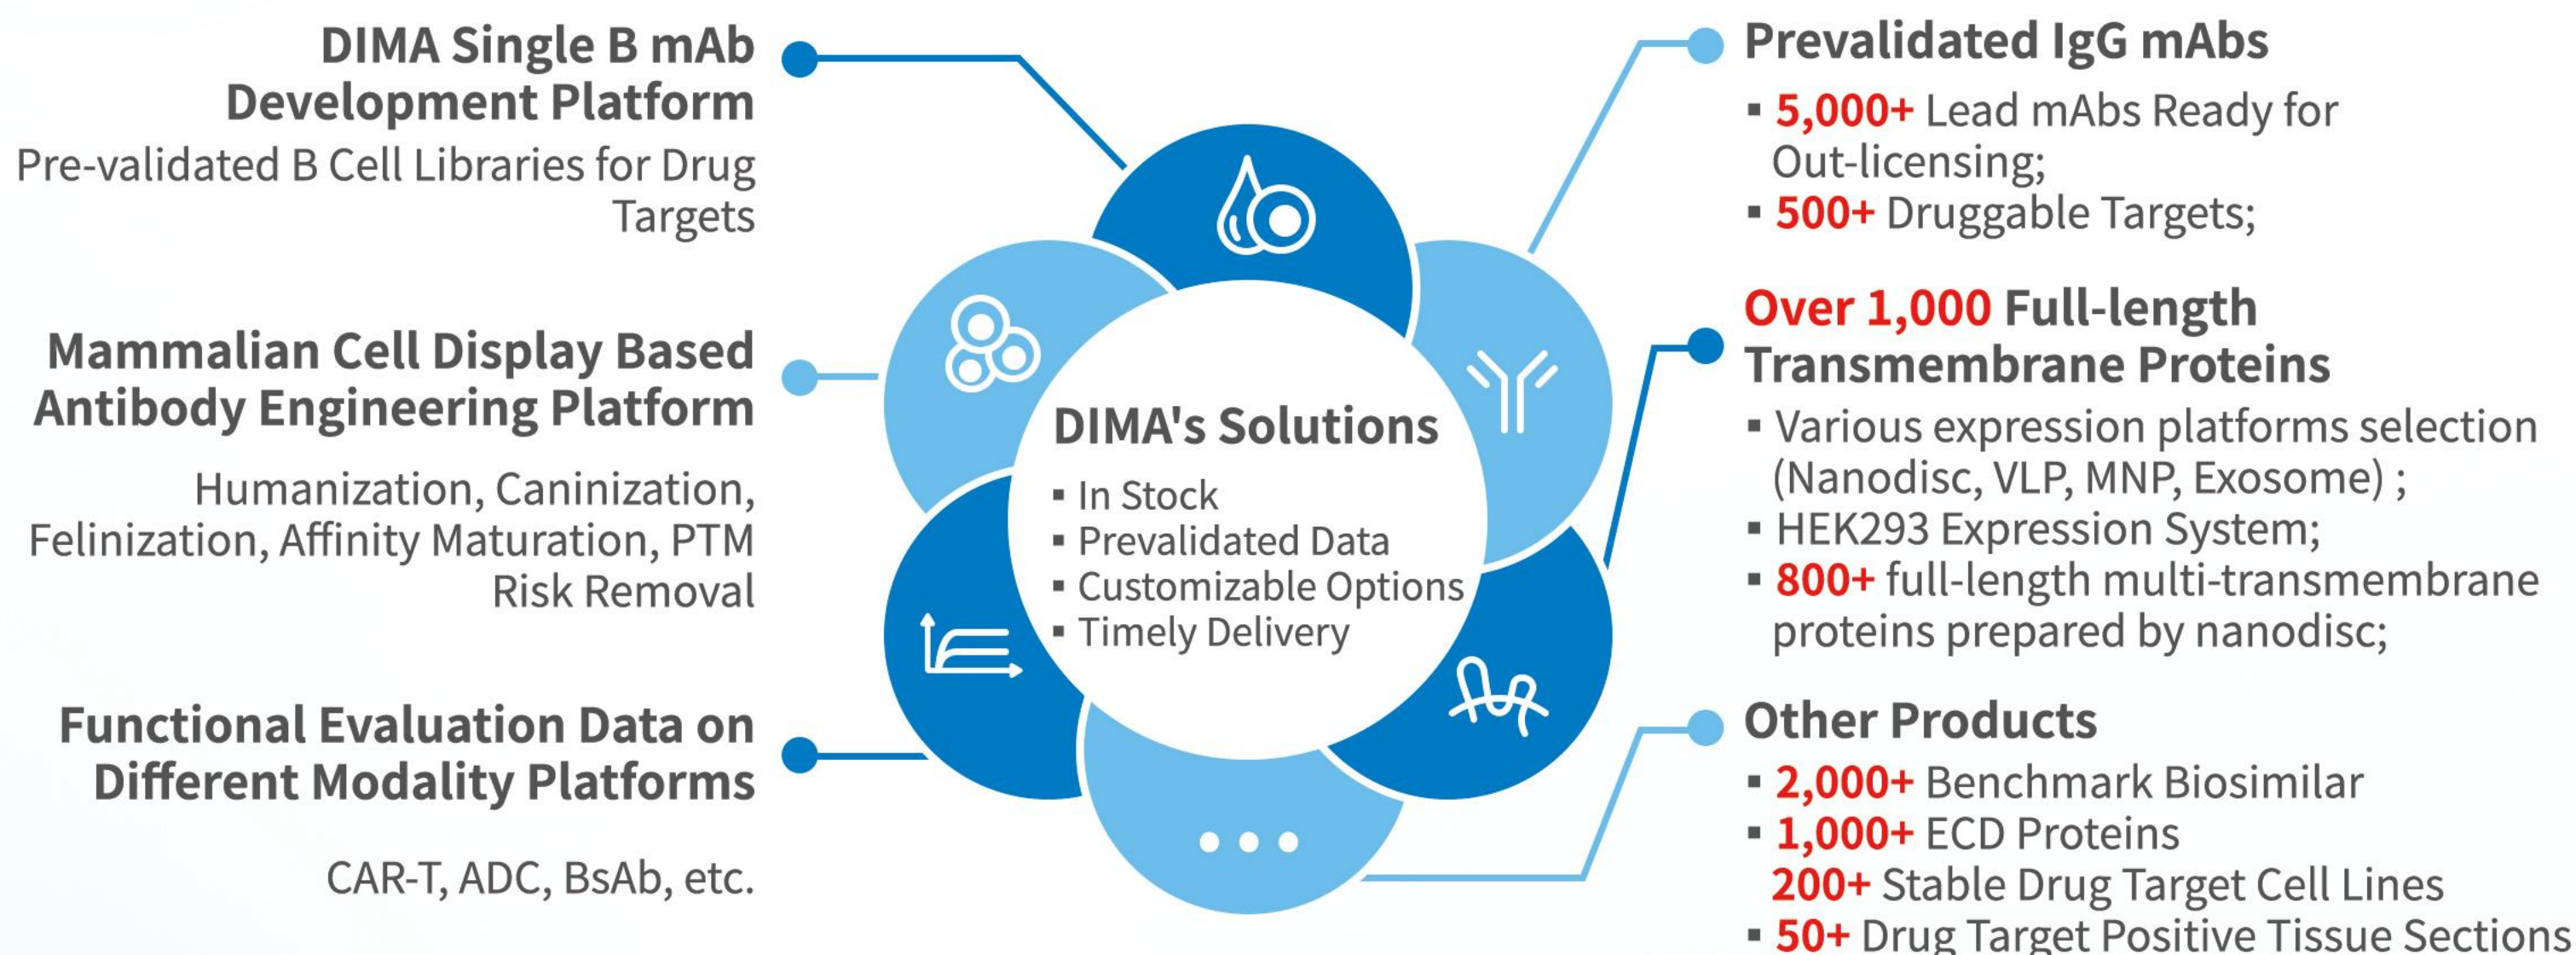 DIMA Single B mAb
Development Platform
Pre-validated B Cell Libraries for Drug
Targets
Mammalian Cell Display Based
Antibody Engineering Platform
Humanization, Caninization,
Felinization, Affinity Maturation, PTM
Risk Removal
Functional Evaluation Data on
Different Modality Platforms
CAR-T, ADC, BsAb, etc.
DIMA's Solutions
▪ In Stock
▪ Prevalidated Data
▪ Customizable Options
▪ Timely Delivery
Prevalidated IgG mAbs
▪ 5,000+ Lead mAbs Ready for
Out-licensing;
▪ 500+ Druggable Targets;
Over 1,000 Full-length
Transmembrane Proteins
▪ Various expression platforms selection
(Nanodisc, VLP, MNP, Exosome) ;
▪ HEK293 Expression System;
▪ 800+ full-length multi-transmembrane
proteins prepared by nanodisc;
Other Products
▪ 2,000+ Benchmark Biosimilar
▪ 1,000+ ECD Proteins
200+ Stable Drug Target Cell Lines
▪ 50+ Drug Target Positive Tissue Sections